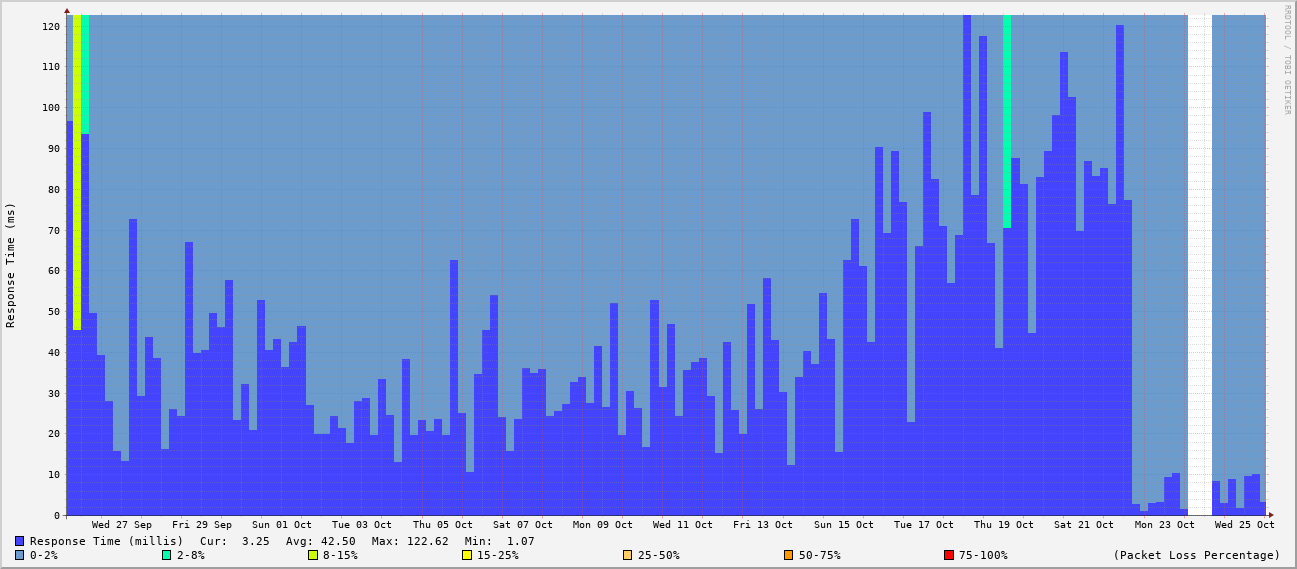 RRDTOOL / TOBI OETIKER
Response Time (ms)
120
110
100
90
80
70
60
50
40
30
20
10
0
Wed 27 Sep Fri 29 Sep Sun 01 Oct Tue 03 Oct Thu 05 Oct Sat 07 Oct Mon 09 Oct Wed 11 Oct Fri 13 Oct Sun 15 Oct Tue 17 Oct Thu 19 Oct Sat 21 Oct Mon 23 Oct Wed 25 Oct
Response Time (millis) Cur: 3.25 Avg: 42.50 Max: 122.62 Min: 1.07
0-2% 2-8% 8-15% 15-25% 25-50% 50-75% 75-100% (Packet Loss Percentage)